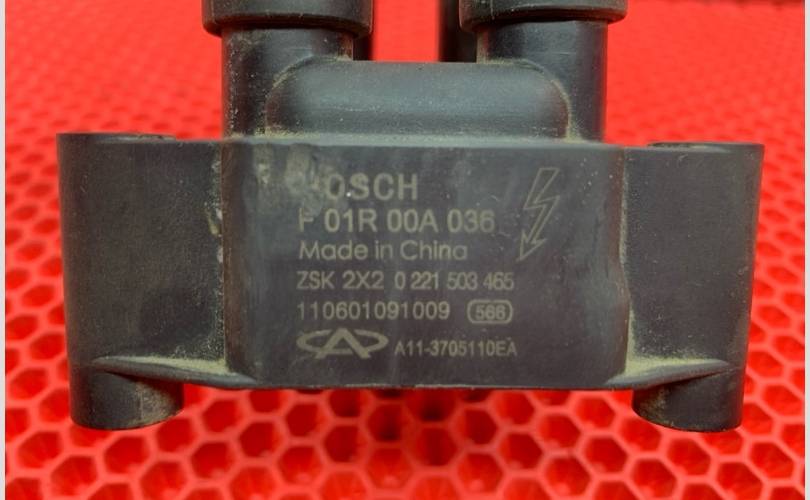 BOSCH
F 01R 00A 036
Made in China
ZSK 2X2 0 221 503 465
110601091009 566
A11-3705110EA